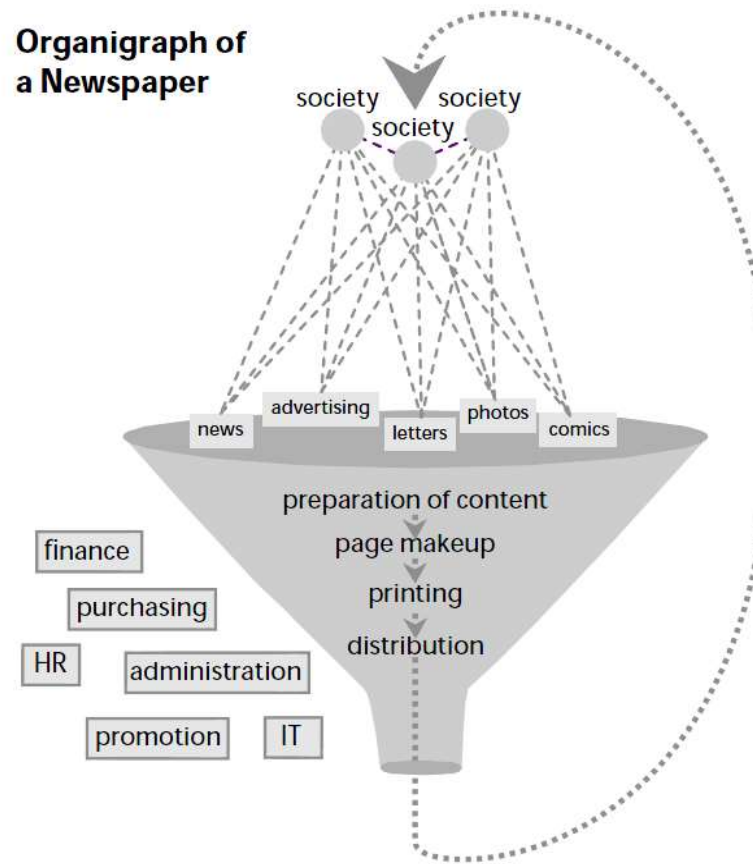 Organigraph of
a Newspaper
society
society
society
news
advertising
letters
photos
comics
preparation of content
page makeup
printing
distribution
finance
purchasing
HR
administration
promotion
IT